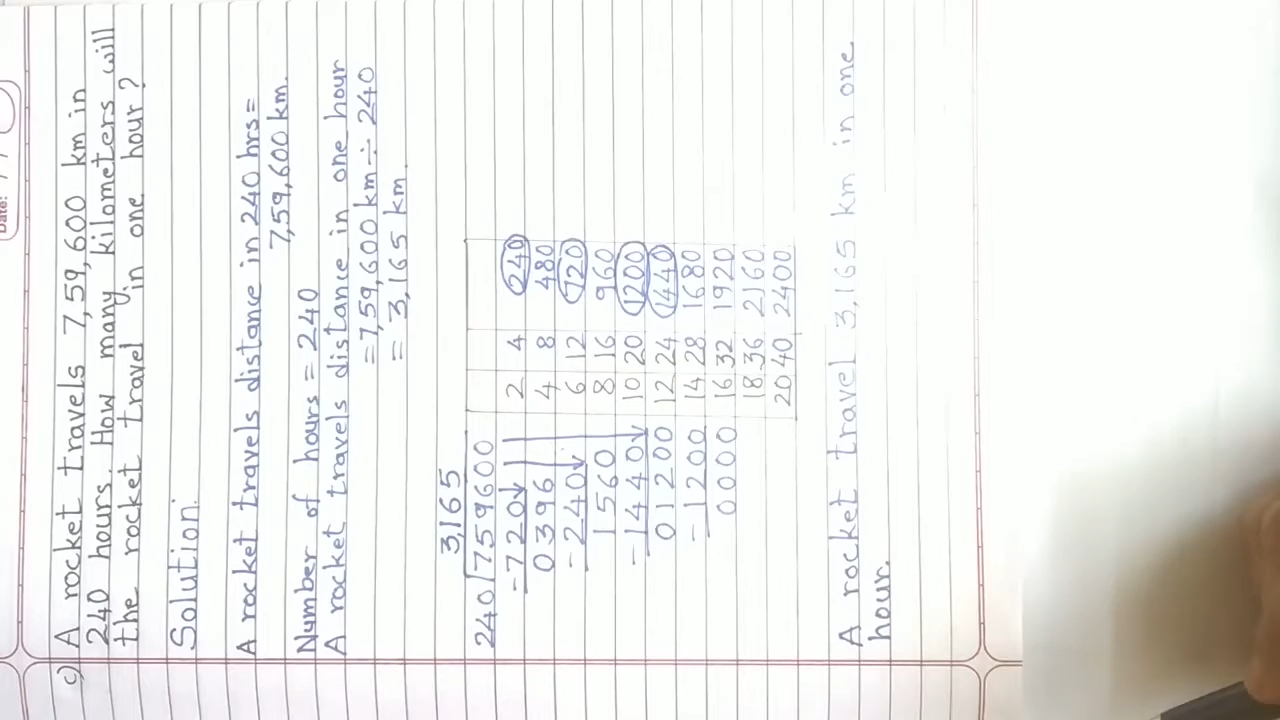 Date: / /
c) A rocket travels 7,59,600 km in
240 hours. How many kilometers will
the rocket travel in one hour?
Solution:
A rocket travels distance in 240 hrs =
7,59,600 km.
Number of hours = 240
A rocket travels distance in one hour
= 7,59,600 km ÷ 240
= 3,165 km.
3,165
240 759600
- 720
0396
- 240
1560
- 1440
01200
- 1200
0000
2 4 240
4 8 480
6 12 720
8 16 960
10 20 1200
12 24 1440
14 28 1680
16 32 1920
18 36 2160
20 40 2400
A rocket travel 3,165 km in one
hour.